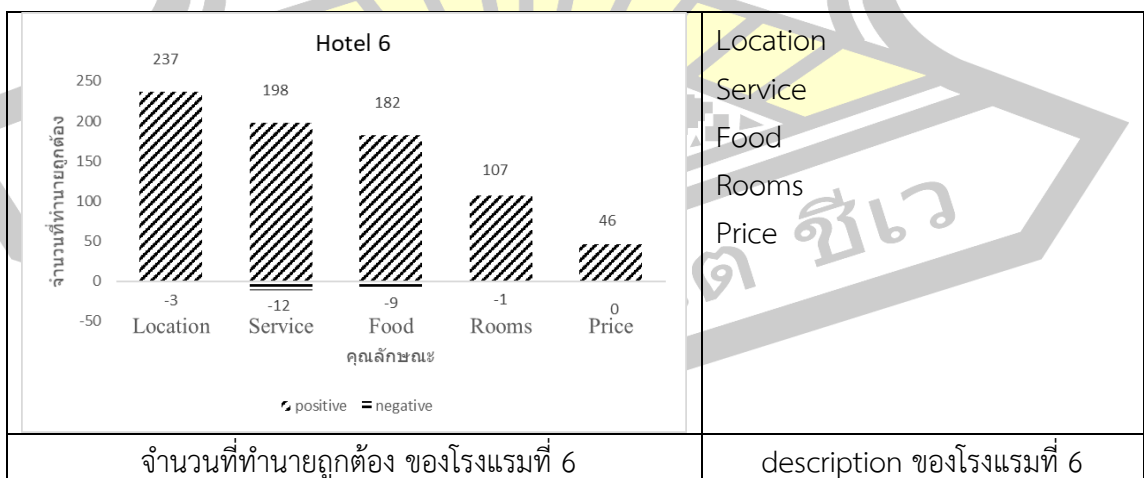 Hotel 6
จำนวนที่ทำนายถูกต้อง
250
200
150
100
50
0
-50
237
198
182
107
46
-3
-12
-9
-1
0
Location Service Food Rooms Price
คุณลักษณะ
positive negative
Location
Service
Food
Rooms
Price
ชีเว
จำนวนที่ทำนายถูกต้อง ของโรงแรมที่ 6
description ของโรงแรมที่ 6